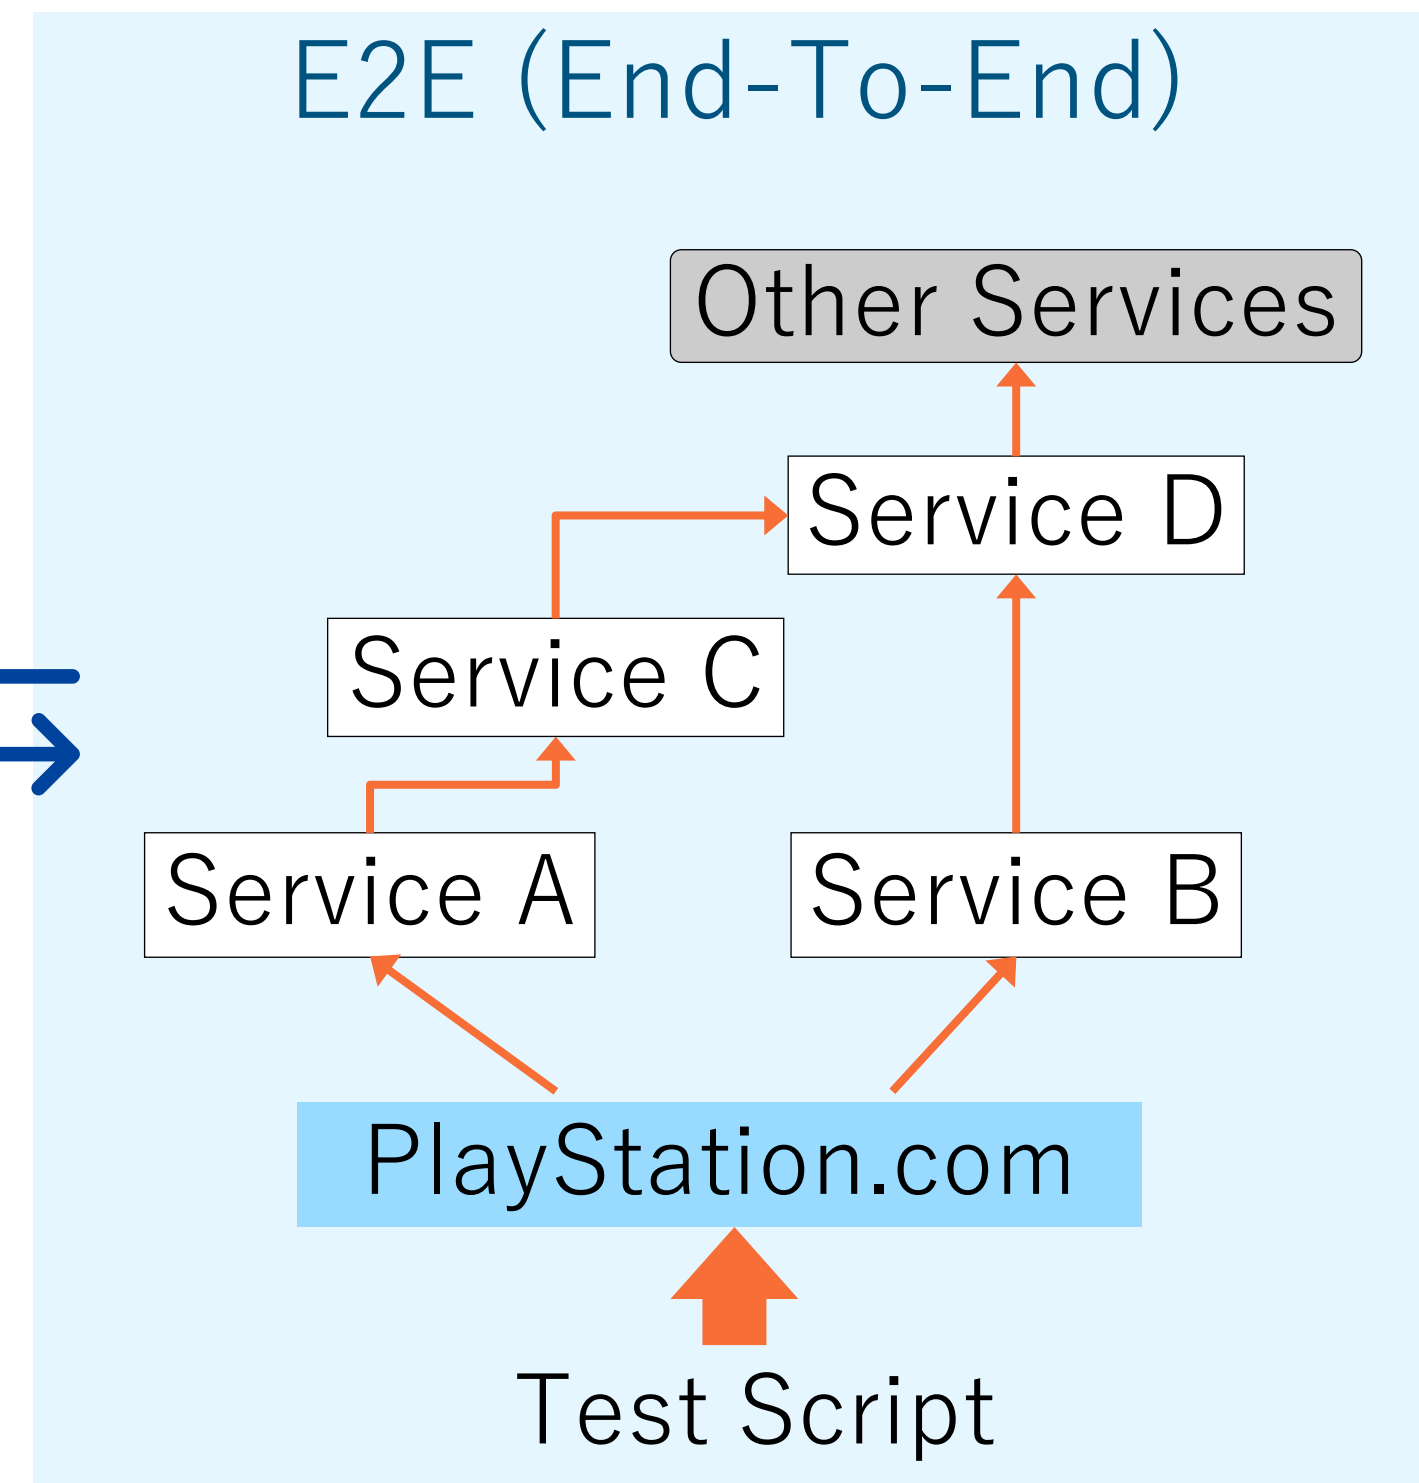 E2E (End-To-End)
Other Services
Service D
Service C
Service A
Service B
PlayStation.com
Test Script